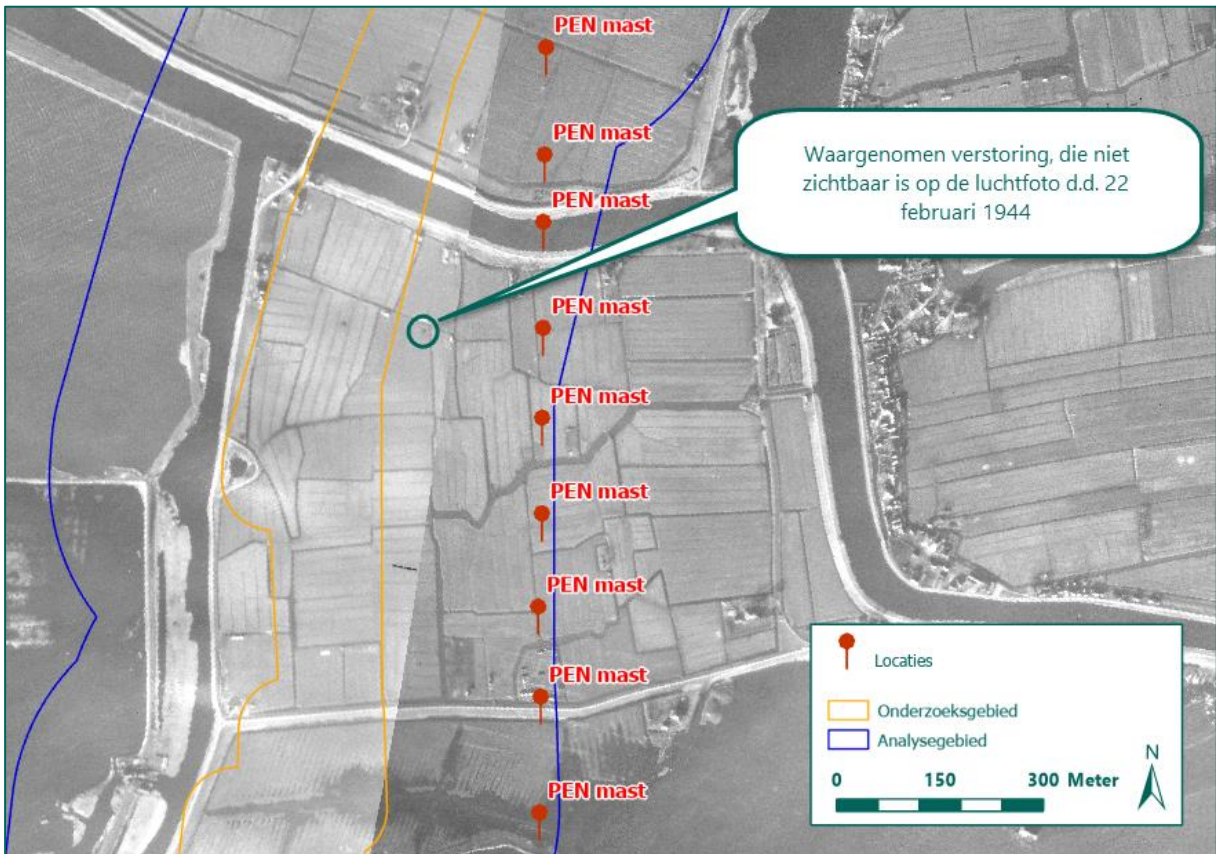 PEN mast
PEN mast
PEN mast
Waargenomen verstoring, die niet
zichtbaar is op de luchtfoto d.d. 22
februari 1944
PEN mast
PEN mast
PEN mast
PEN mast
PEN mast
PEN mast
Locaties
Onderzoeksgebied
Analysegebied
N
0 150 300 Meter